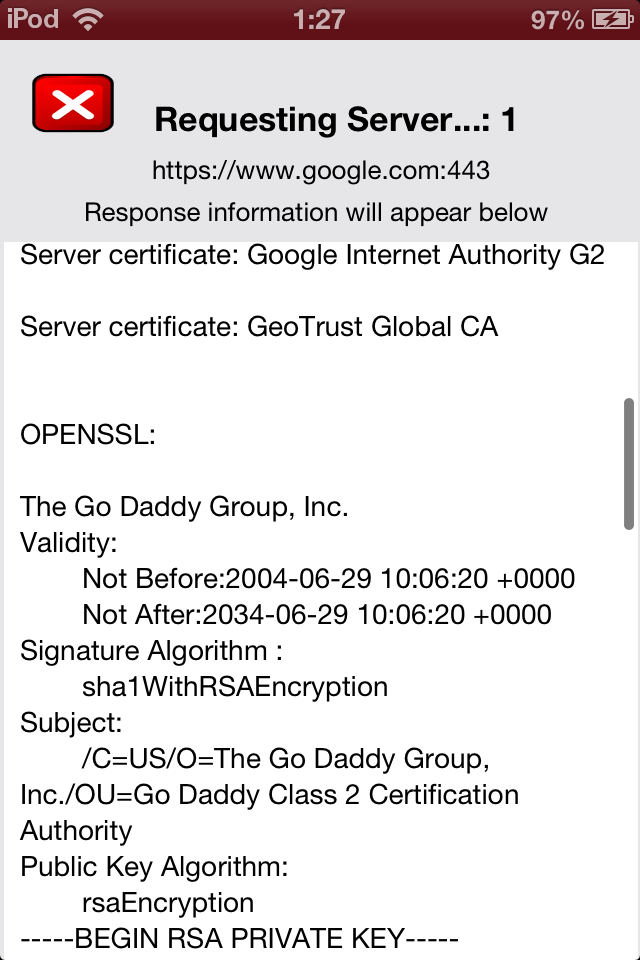 iPod 1:27 97%
Requesting Server...: 1
https://www.google.com:443
Response information will appear below
Server certificate: Google Internet Authority G2
Server certificate: GeoTrust Global CA
OPENSSL:
The Go Daddy Group, Inc.
Validity:
Not Before:2004-06-29 10:06:20 +0000
Not After:2034-06-29 10:06:20 +0000
Signature Algorithm :
sha1WithRSAEncryption
Subject:
/C=US/O=The Go Daddy Group,
Inc./OU=Go Daddy Class 2 Certification
Authority
Public Key Algorithm:
rsaEncryption
-----BEGIN RSA PRIVATE KEY-----